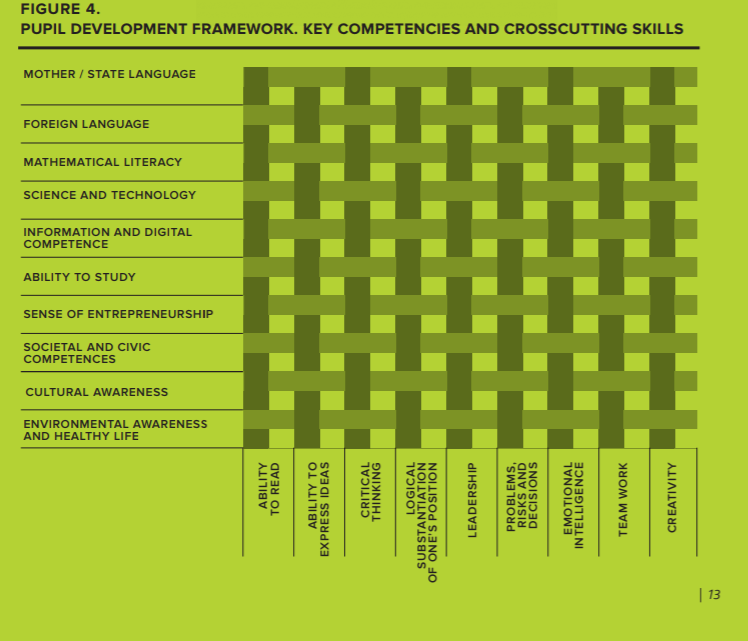 FIGURE 4.
PUPIL DEVELOPMENT FRAMEWORK. KEY COMPETENCIES AND CROSSCUTTING SKILLS
MOTHER / STATE LANGUAGE
FOREIGN LANGUAGE
MATHEMATICAL LITERACY
SCIENCE AND TECHNOLOGY
INFORMATION AND DIGITAL
COMPETENCE
ABILITY TO STUDY
SENSE OF ENTREPRENEURSHIP
SOCIETAL AND CIVIC
COMPETENCES
CULTURAL AWARENESS
ENVIRONMENTAL AWARENESS
AND HEALTHY LIFE
ABILITY
TO READ
ABILITY TO
EXPRESS IDEAS
CRITICAL
THINKING
LOGICAL
SUBSTANTIATION
OF ONE'S POSITION
LEADERSHIP
PROBLEMS,
RISKS AND
DECISIONS
EMOTIONAL
INTELLIGENCE
TEAM WORK
CREATIVITY
| 13